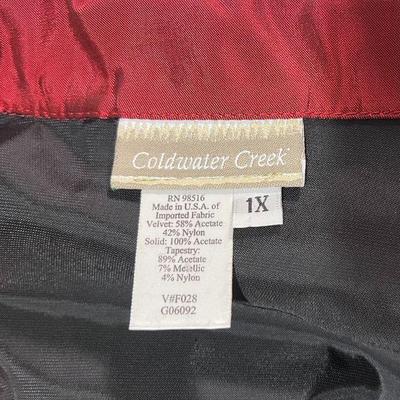 Coldwater Creek
1X
RN 98516
Made in U.S.A. of
Imported Fabric
Velvet: 58% Acetate
42% Nylon
Solid: 100% Acetate
Tapestry:
89% Acetate
7% Metallic
4% Nylon
V#F028
G06092